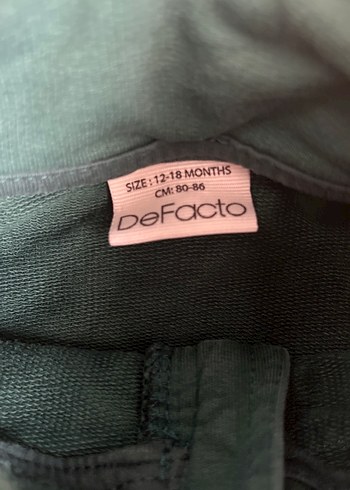 SIZE : 12-18 MONTHS
CM: 80-86
DeFacto